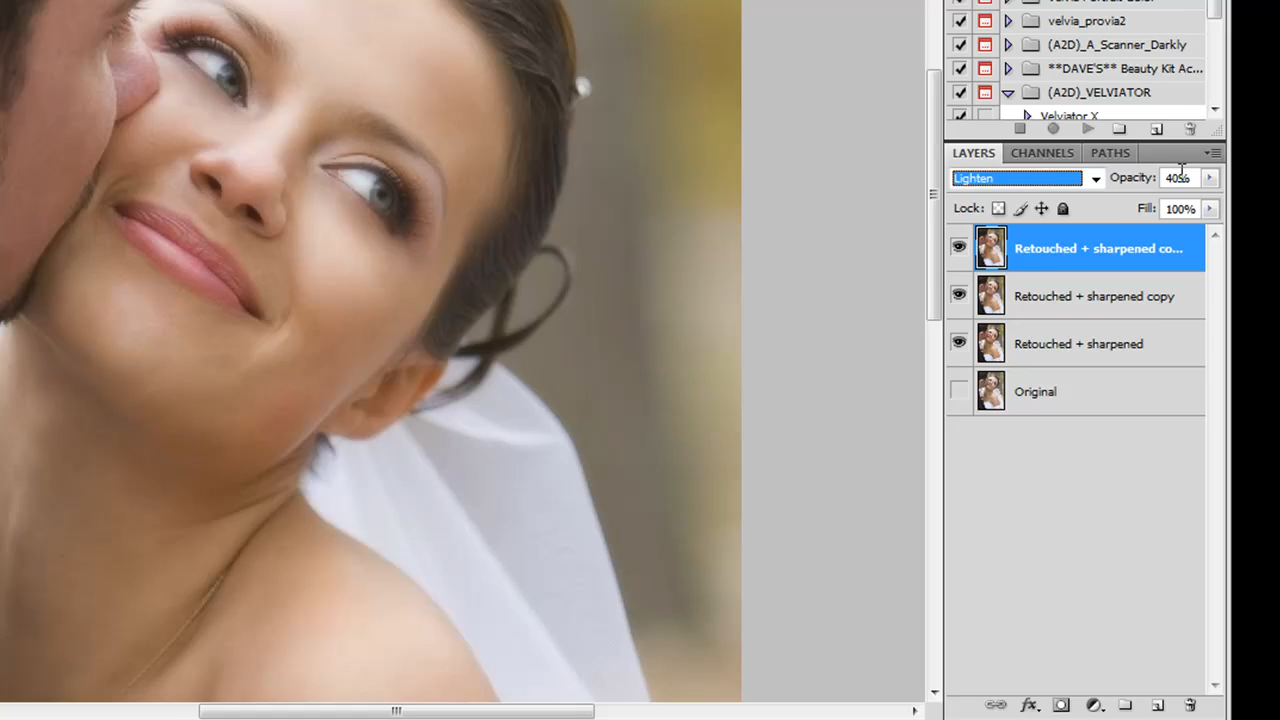 velvia_provia2
(A2D)_A_Scanner_Darkly
**DAVE'S** Beauty Kit Ac...
(A2D)_VELVIATOR
Velviator X
LAYERS CHANNELS PATHS
Lighten Opacity: 40%
Lock: Fill: 100%
Retouched + sharpened co...
Retouched + sharpened copy
Retouched + sharpened
Original
fx